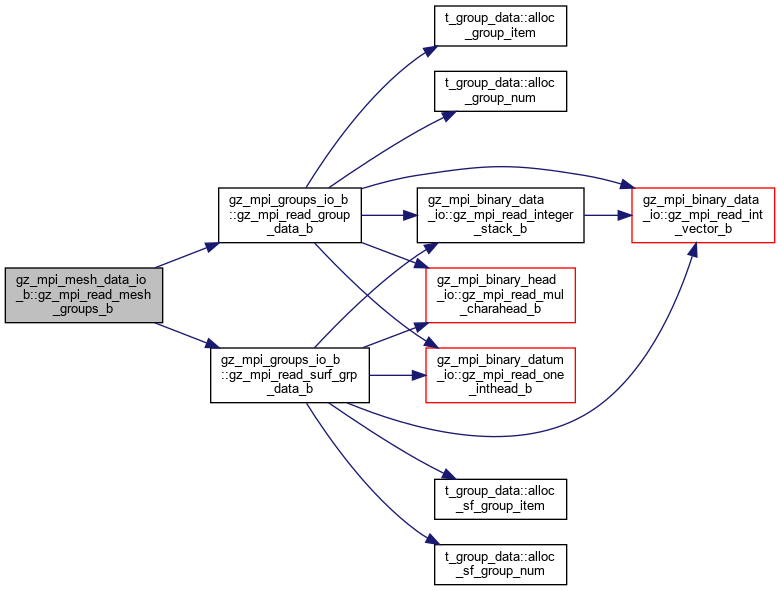 t_group_data::alloc
_group_item
t_group_data::alloc
_group_num
gz_mpi_groups_io_b
::gz_mpi_read_group
_data_b
gz_mpi_binary_data
_io::gz_mpi_read_integer
_stack_b
gz_mpi_binary_data
_io::gz_mpi_read_int
_vector_b
gz_mpi_mesh_data_io
_b::gz_mpi_read_mesh
_groups_b
gz_mpi_binary_head
_io::gz_mpi_read_mul
_charahead_b
gz_mpi_groups_io_b
::gz_mpi_read_surf_grp
_data_b
gz_mpi_binary_datum
_io::gz_mpi_read_one
_inthead_b
t_group_data::alloc
_sf_group_item
t_group_data::alloc
_sf_group_num